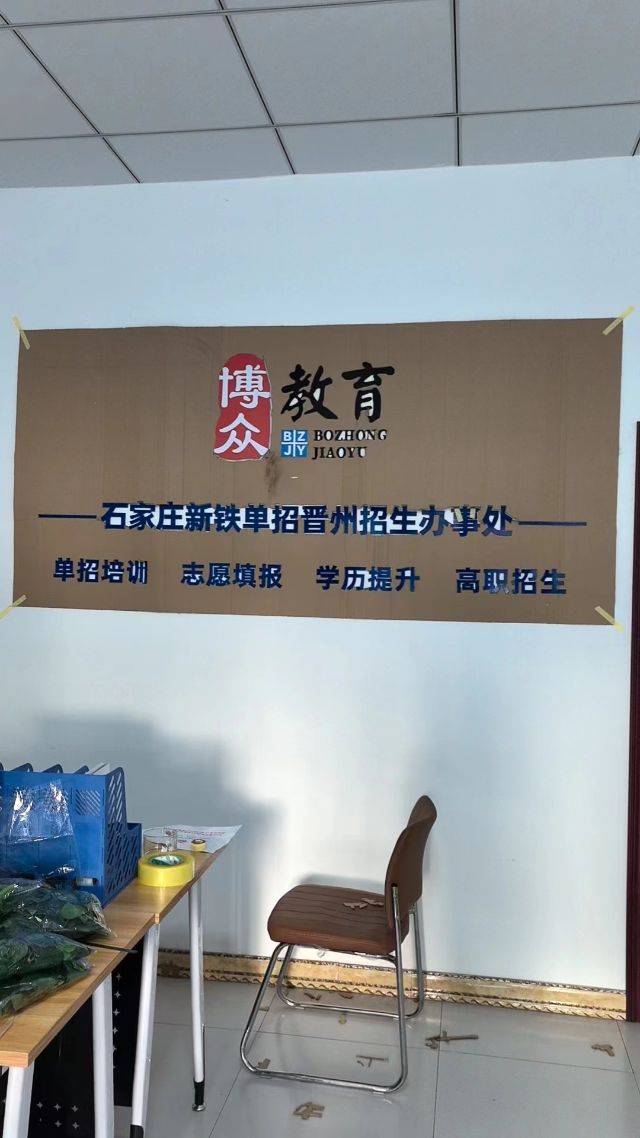 博众 教育
BZ JY BOZHONG JIAOYU
石家庄新铁单招晋州招生办事处
单招培训 志愿填报 学历提升 高职招生